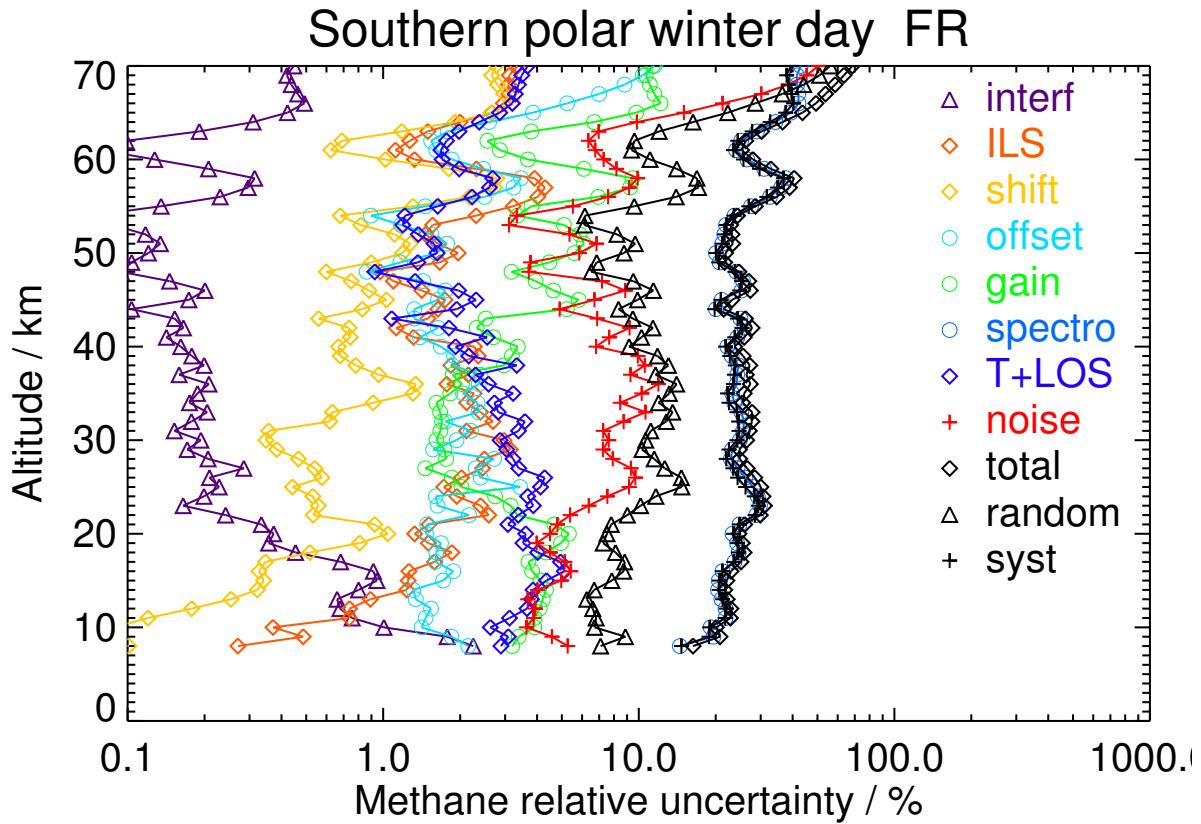 Southern polar winter day FR
70
60
50
40
30
20
10
0
Altitude / km
interf
ILS
shift
offset
gain
spectro
T+LOS
noise
total
random
syst
0.1 1.0 10.0 100.0 1000.0
Methane relative uncertainty / %